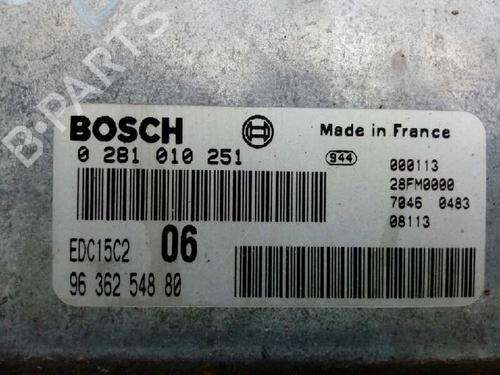 B-PARTS
BOSCH
Made in France
0 281 010 251
944
000113
28FM0000
7046 0483
08113
EDC15C2 06
96 362 548 80